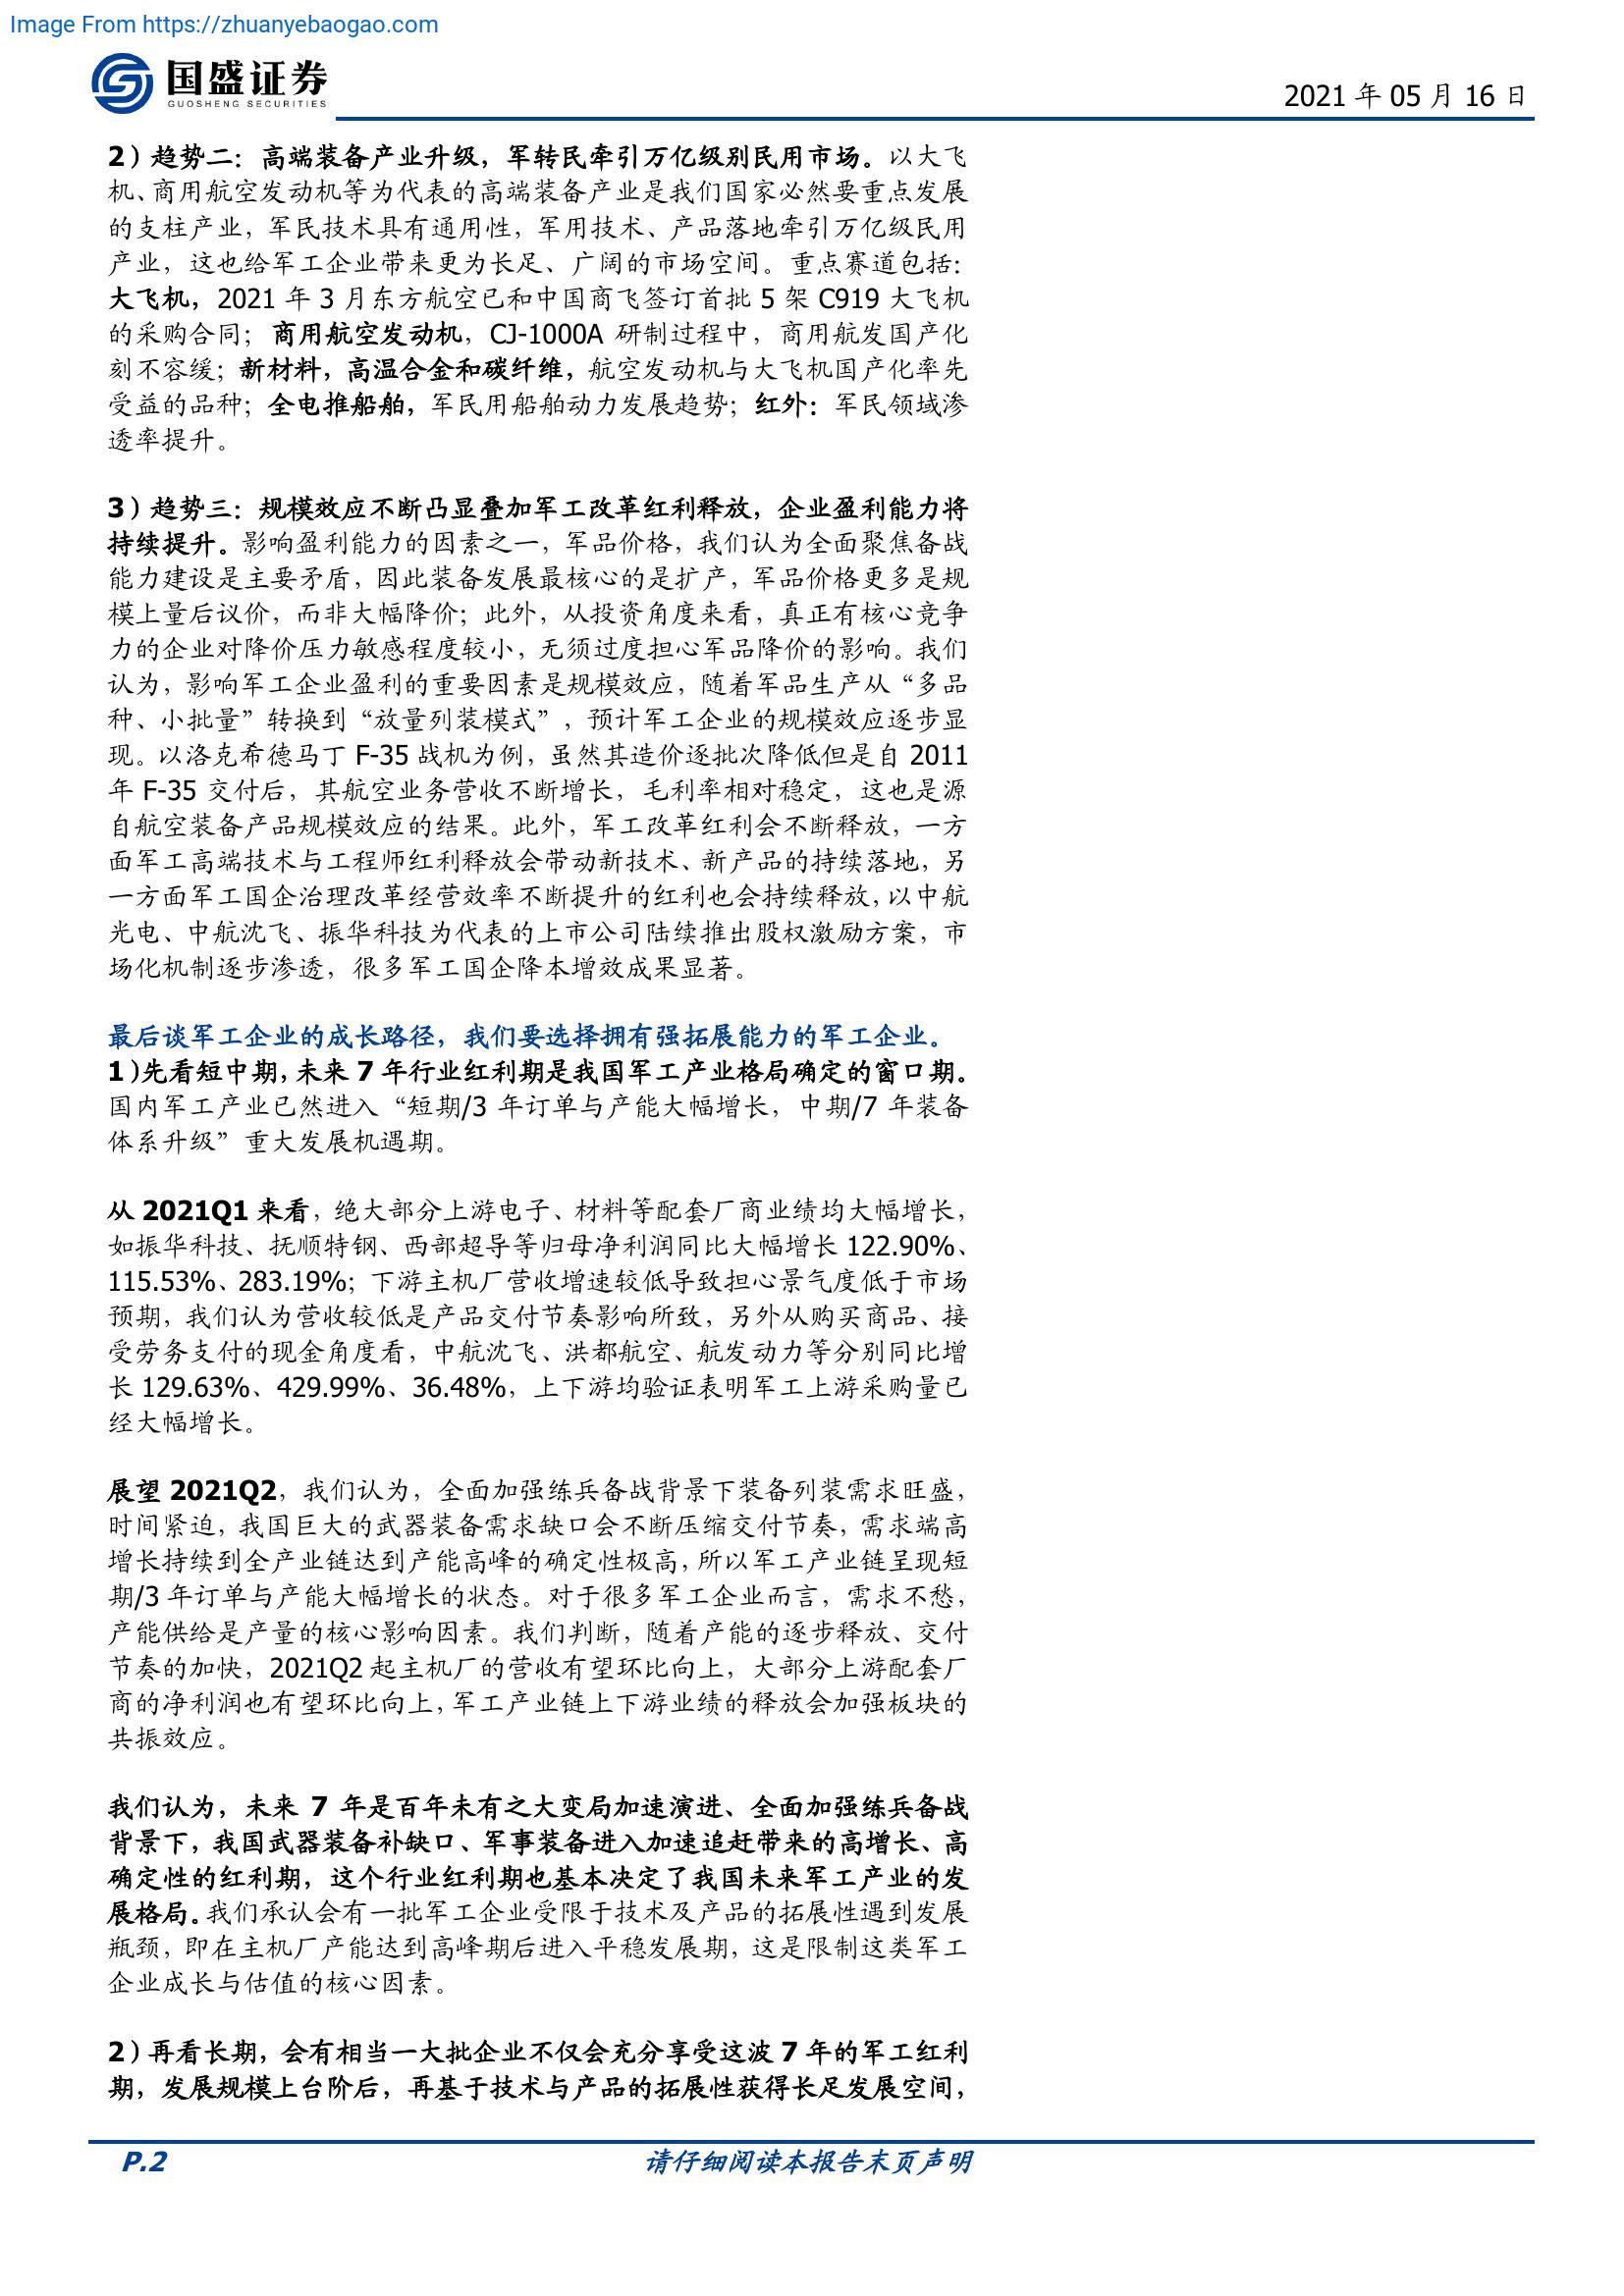 Image From https://zhuanyebaogao.com
国盛证券
GUOSHENG SECURITIES
2021 年 05 月 16 日
2）趋势二：高端装备产业升级，军转民牵引万亿级别民用市场。以大飞
机、商用航空发动机等为代表的高端装备产业是我们国家必然要重点发展
的支柱产业，军民技术具有通用性，军用技术、产品落地牵引万亿级民用
产业，这也给军工企业带来更为长足、广阔的市场空间。重点赛道包括：
大飞机，2021 年 3 月东方航空已和中国商飞签订首批 5 架 C919 大飞机
的采购合同；商用航空发动机，CJ-1000A 研制过程中，商用航发国产化
刻不容缓；新材料，高温合金和碳纤维，航空发动机与大飞机国产化率先
受益的品种；全电推船舶，军民用船舶动力发展趋势；红外：军民领域渗
透率提升。
3）趋势三：规模效应不断凸显叠加军工改革红利释放，企业盈利能力将
持续提升。影响盈利能力的因素之一，军品价格，我们认为全面聚焦备战
能力建设是主要矛盾，因此装备发展最核心的是扩产，军品价格更多是规
模上量后议价，而非大幅降价；此外，从投资角度来看，真正有核心竞争
力的企业对降价压力敏感程度较小，无须过度担心军品降价的影响。我们
认为，影响军工企业盈利的重要因素是规模效应，随着军品生产从“多品
种、小批量”转换到“放量列装模式”，预计军工企业的规模效应逐步显
现。以洛克希德马丁 F-35 战机为例，虽然其造价逐批次降低但是自 2011
年 F-35 交付后，其航空业务营收不断增长，毛利率相对稳定，这也是源
自航空装备产品规模效应的结果。此外，军工改革红利会不断释放，一方
面军工高端技术与工程师红利释放会带动新技术、新产品的持续落地，另
一方面军工国企治理改革经营效率不断提升的红利也会持续释放，以中航
光电、中航沈飞、振华科技为代表的上市公司陆续推出股权激励方案，市
场化机制逐步渗透，很多军工国企降本增效成果显著。
最后谈军工企业的成长路径，我们要选择拥有强拓展能力的军工企业。
1）先看短中期，未来 7 年行业红利期是我国军工产业格局确定的窗口期。
国内军工产业已然进入“短期/3 年订单与产能大幅增长，中期/7 年装备
体系升级”重大发展机遇期。
从 2021Q1 来看，绝大部分上游电子、材料等配套厂商业绩均大幅增长，
如振华科技、抚顺特钢、西部超导等归母净利润同比大幅增长 122.90%、
115.53%、283.19%；下游主机厂营收增速较低导致担心景气度低于市场
预期，我们认为营收较低是产品交付节奏影响所致，另外从购买商品、接
受劳务支付的现金角度看，中航沈飞、洪都航空、航发动力等分别同比增
长 129.63%、429.99%、36.48%，上下游均验证表明军工上游采购量已
经大幅增长。
展望 2021Q2，我们认为，全面加强练兵备战背景下装备列装需求旺盛，
时间紧迫，我国巨大的武器装备需求缺口会不断压缩交付节奏，需求端高
增长持续到全产业链达到产能高峰的确定性极高，所以军工产业链呈现短
期/3 年订单与产能大幅增长的状态。对于很多军工企业而言，需求不愁，
产能供给是产量的核心影响因素。我们判断，随着产能的逐步释放、交付
节奏的加快，2021Q2 起主机厂的营收有望环比向上，大部分上游配套厂
商的净利润也有望环比向上，军工产业链上下游业绩的释放会加强板块的
共振效应。
我们认为，未来 7 年是百年未有之大变局加速演进、全面加强练兵备战
背景下，我国武器装备补缺口、军事装备进入加速追赶带来的高增长、高
确定性的红利期，这个行业红利期也基本决定了我国未来军工产业的发
展格局。我们承认会有一批军工企业受限于技术及产品的拓展性遇到发展
瓶颈，即在主机厂产能达到高峰期后进入平稳发展期，这是限制这类军工
企业成长与估值的核心因素。
2）再看长期，会有相当一大批企业不仅会充分享受这波 7 年的军工红利
期，发展规模上台阶后，再基于技术与产品的拓展性获得长足发展空间，
P.2
请仔细阅读本报告末页声明